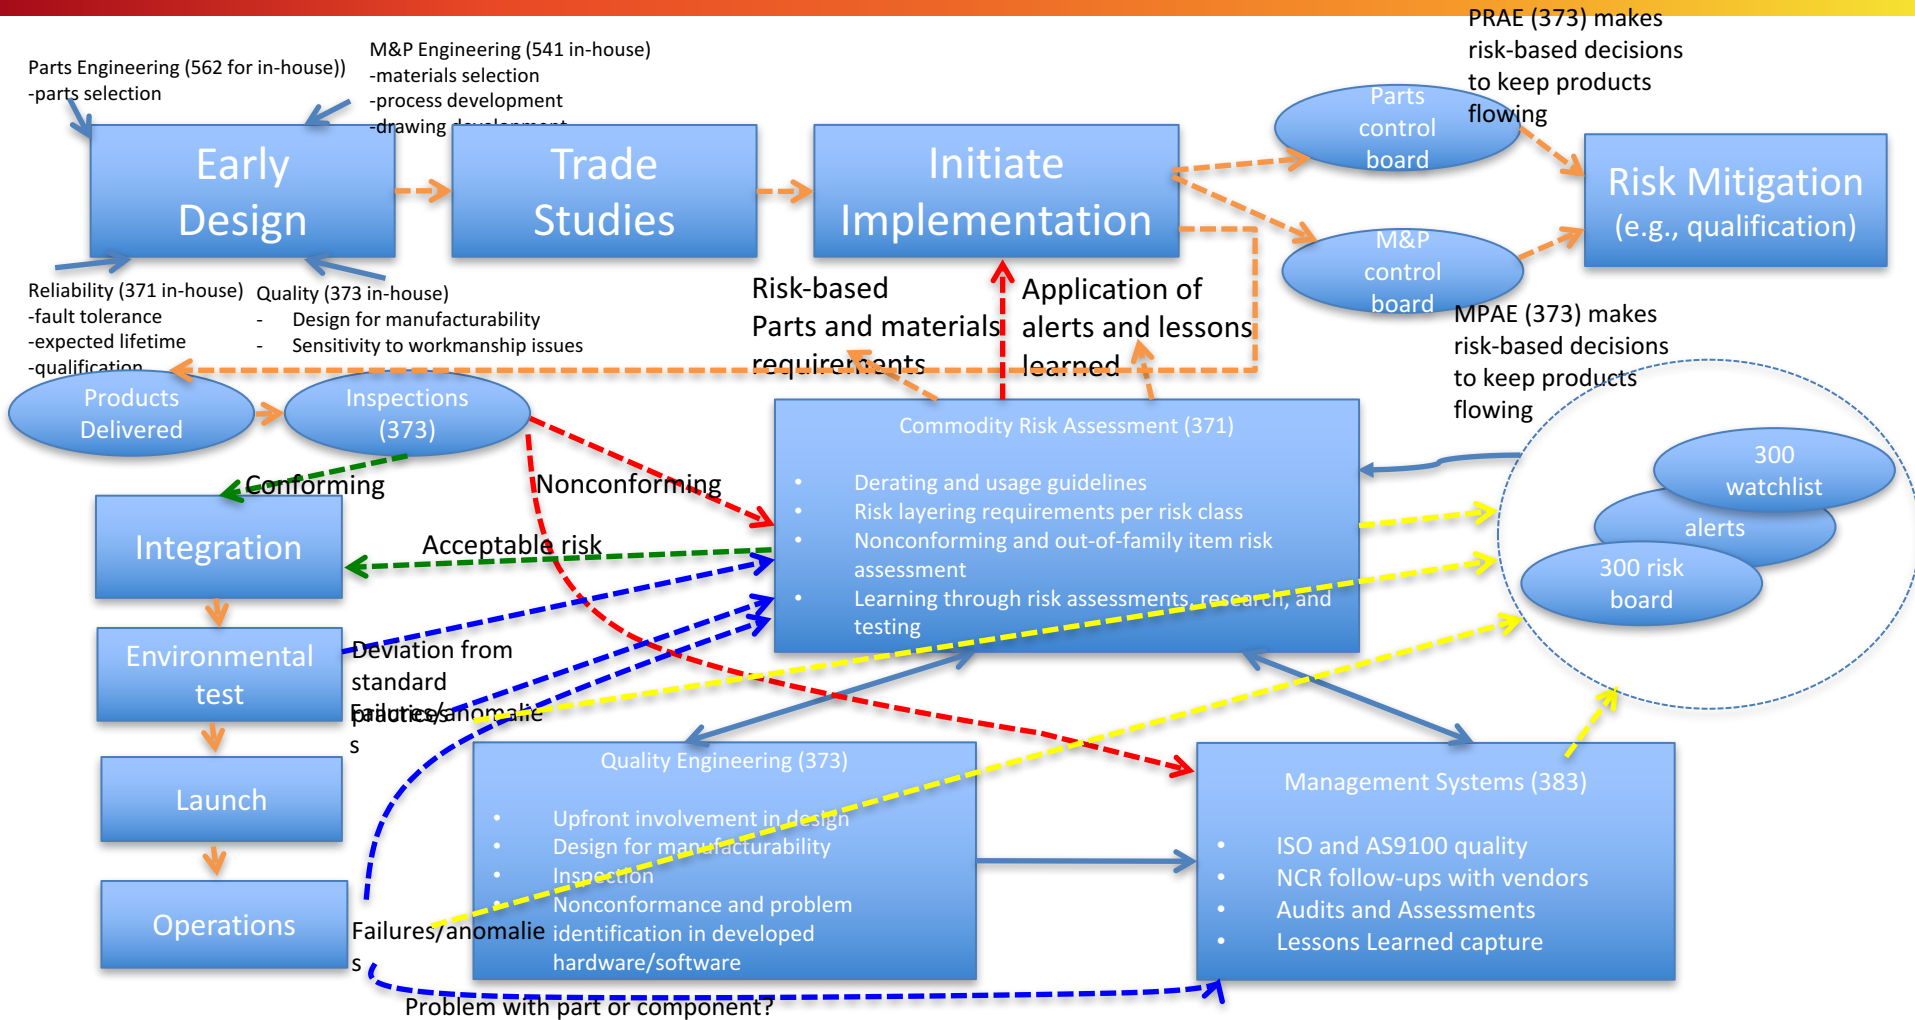 PRAE (373) makes
risk-based decisions
to keep products
flowing
Parts Engineering (562 for in-house))
-parts selection
M&P Engineering (541 in-house)
-materials selection
-process development
-drawing development
Early
Design
Trade
Studies
Initiate
Implementation
Parts
control
board
M&P
control
board
Risk Mitigation
(e.g., qualification)
Reliability (371 in-house)
-fault tolerance
-expected lifetime
-qualification
Quality (373 in-house)
- Design for manufacturability
- Sensitivity to workmanship issues
Risk-based
Parts and materials
requirements
Application of
alerts and lessons
learned
MPAE (373) makes
risk-based decisions
to keep products
flowing
Products
Delivered
Inspections
(373)
Conforming
Nonconforming
Acceptable risk
Commodity Risk Assessment (371)
• Derating and usage guidelines
• Risk layering requirements per risk class
• Nonconforming and out-of-family item risk
assessment
• Learning through risk assessments, research, and
testing
300
watchlist
alerts
300 risk
board
Integration
Environmental
test
Launch
Operations
Deviation from
standard
practices
Failures/anomalie
s
Quality Engineering (373)
• Upfront involvement in design
• Design for manufacturability
• Inspection
• Nonconformance and problem
identification in developed
hardware/software
Management Systems (383)
• ISO and AS9100 quality
• NCR follow-ups with vendors
• Audits and Assessments
• Lessons Learned capture
Failures/anomalie
s
Problem with part or component?